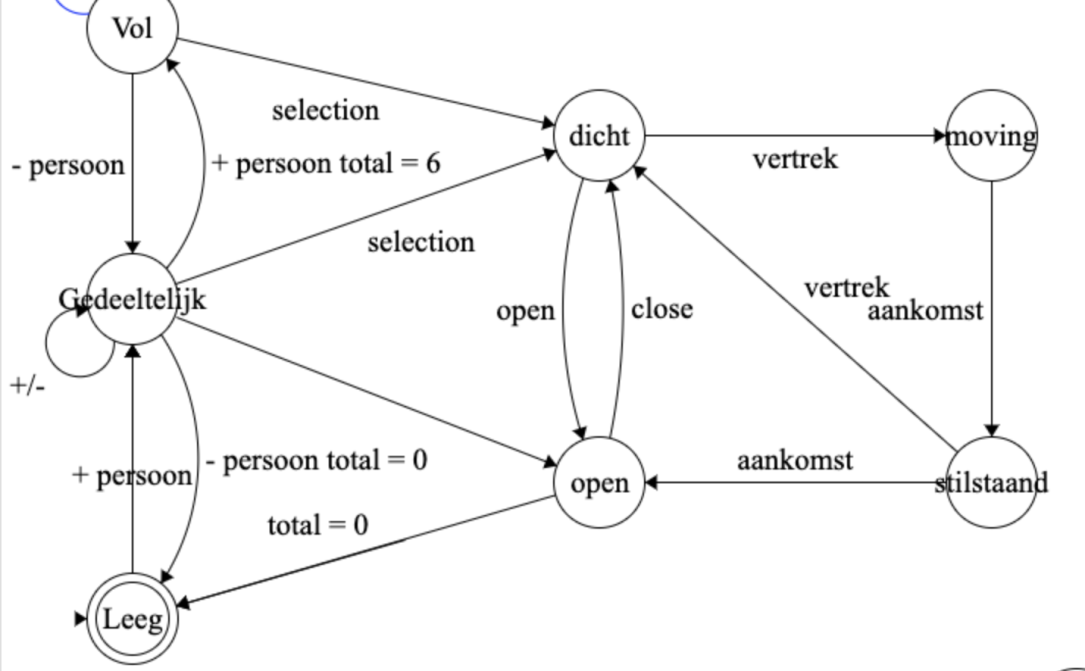 Vol
selection
- persoon
+ persoon total = 6
dicht
vertrek
moving
selection
Gedeeltelijk
+/-
open
close
vertrek
aankomst
+ persoon
- persoon total = 0
total = 0
open
aankomst
stilstaand
Leeg